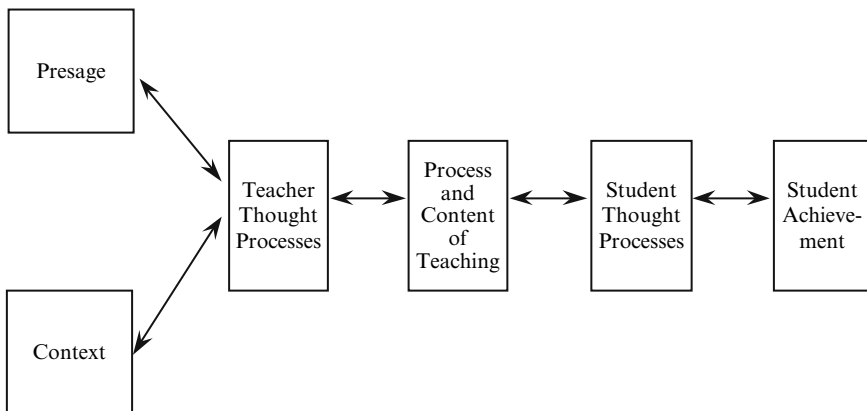 Presage
Teacher
Thought
Processes
Process
and
Content
of
Teaching
Student
Thought
Processes
Student
Achieve-
ment
Context